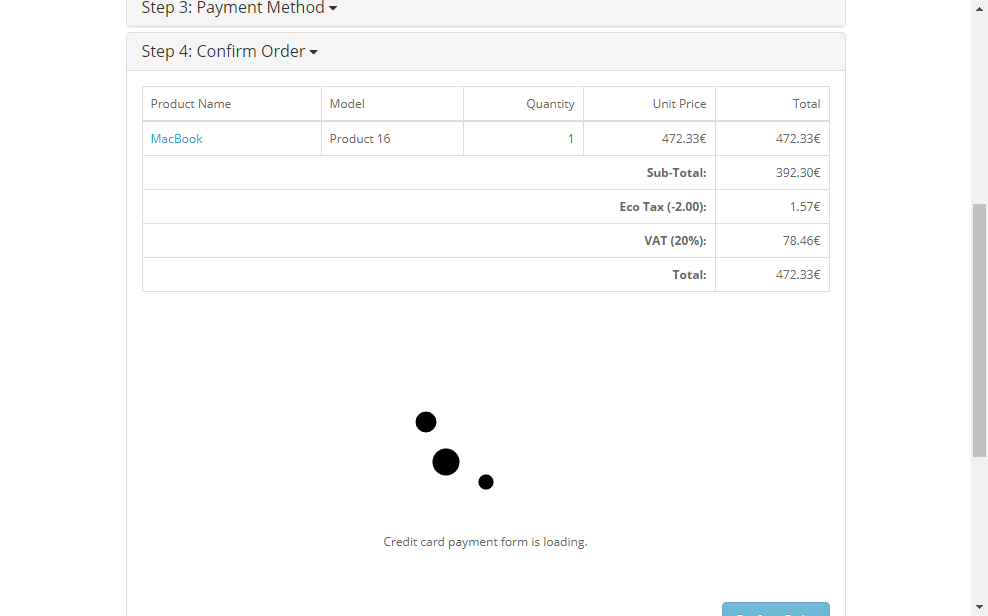 Step 3: Payment Method
Step 4: Confirm Order
Product Name Model Quantity Unit Price Total
MacBook Product 16 1 472.33€ 472.33€
Sub-Total: 392.30€
Eco Tax (-2.00): 1.57€
VAT (20%): 78.46€
Total: 472.33€
Credit card payment form is loading.